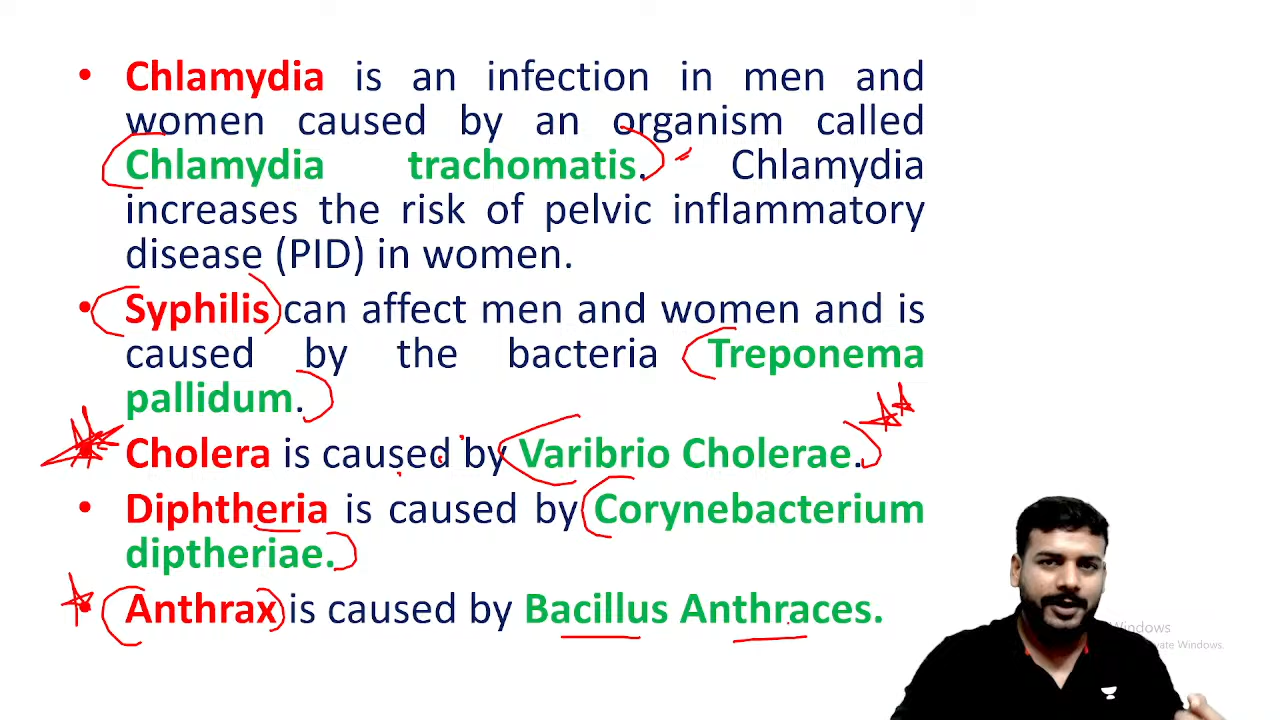 • Chlamydia is an infection in men and
women caused by an organism called
Chlamydia trachomatis. Chlamydia
increases the risk of pelvic inflammatory
disease (PID) in women.
• Syphilis can affect men and women and is
caused by the bacteria Treponema
pallidum.
• Cholera is caused by Varibrio Cholerae.
• Diphtheria is caused by Corynebacterium
diptheriae.
• Anthrax is caused by Bacillus Anthraces.
Windows
Windows.